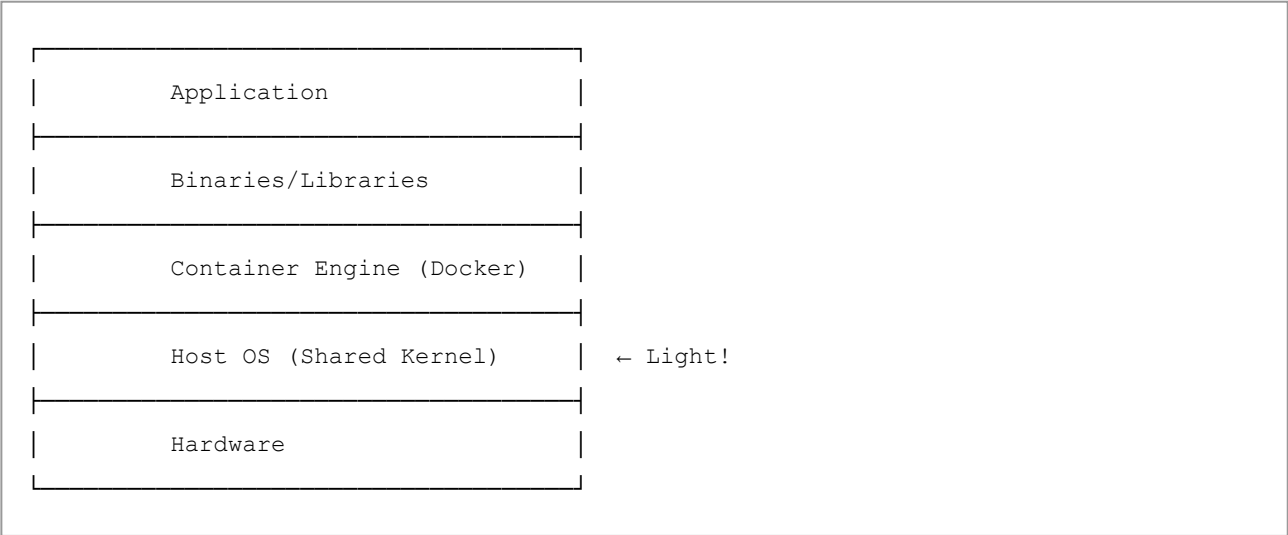 Application
Binaries/Libraries
Container Engine (Docker)
Host OS (Shared Kernel) ← Light!
Hardware